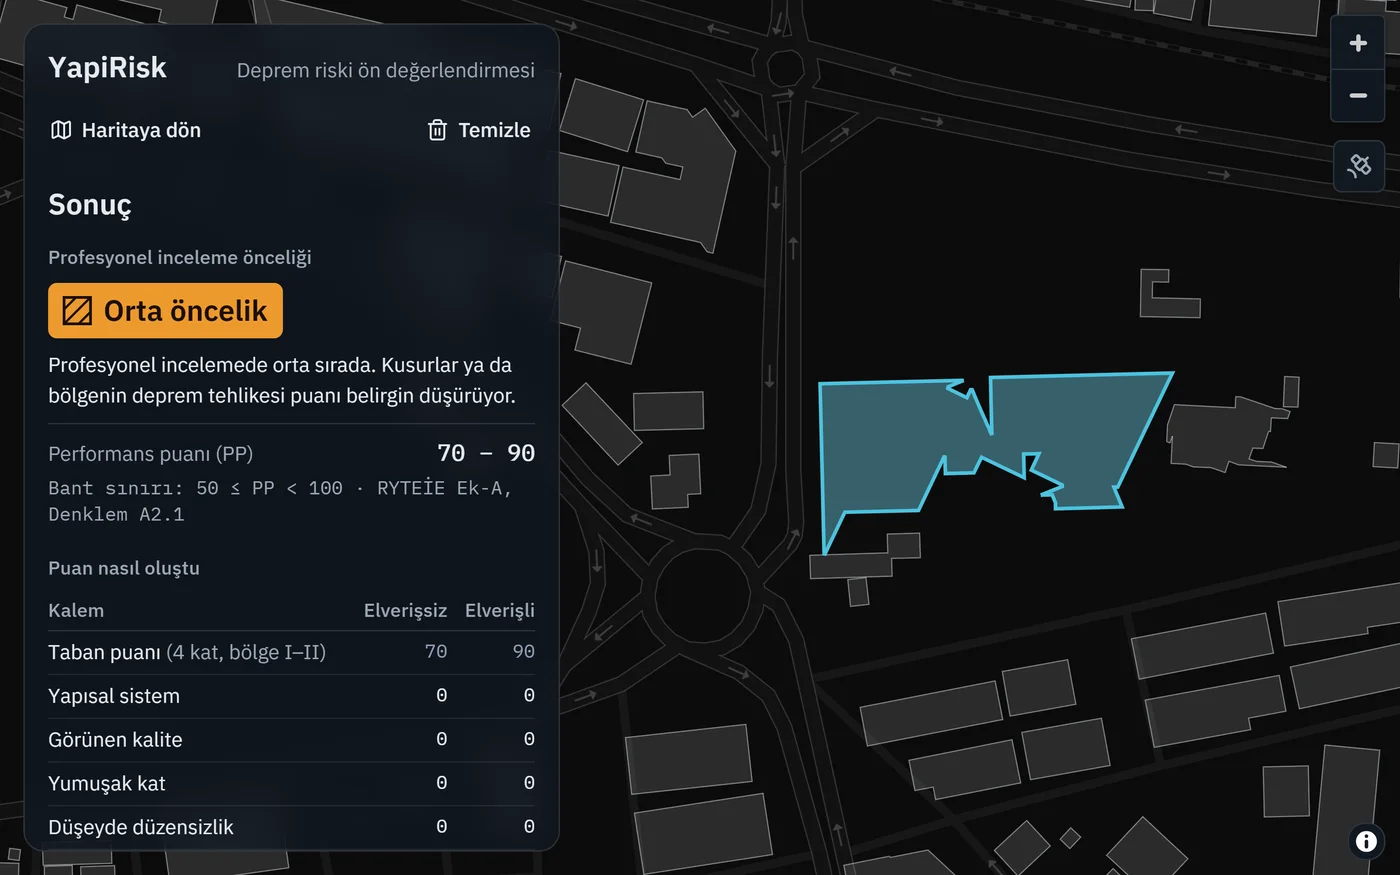 YapiRisk
Deprem riski ön değerlendirmesi
Haritaya dön
Temizle
Sonuç
Profesyonel inceleme önceliği
Orta öncelik
Profesyonel incelemede orta sırada. Kusurlar ya da
bölgenin deprem tehlikesi puanı belirgin düşürüyor.
Performans puanı (PP) 70 – 90
Bant sınırı: 50 ≤ PP < 100 · RYTEİE Ek-A,
Denklem A2.1
Puan nasıl oluştu
Kalem Elverişsiz Elverişli
Taban puanı (4 kat, bölge I–II) 70 90
Yapısal sistem 0 0
Görünen kalite 0 0
Yumuşak kat 0 0
Düşeyde düzensizlik 0 0